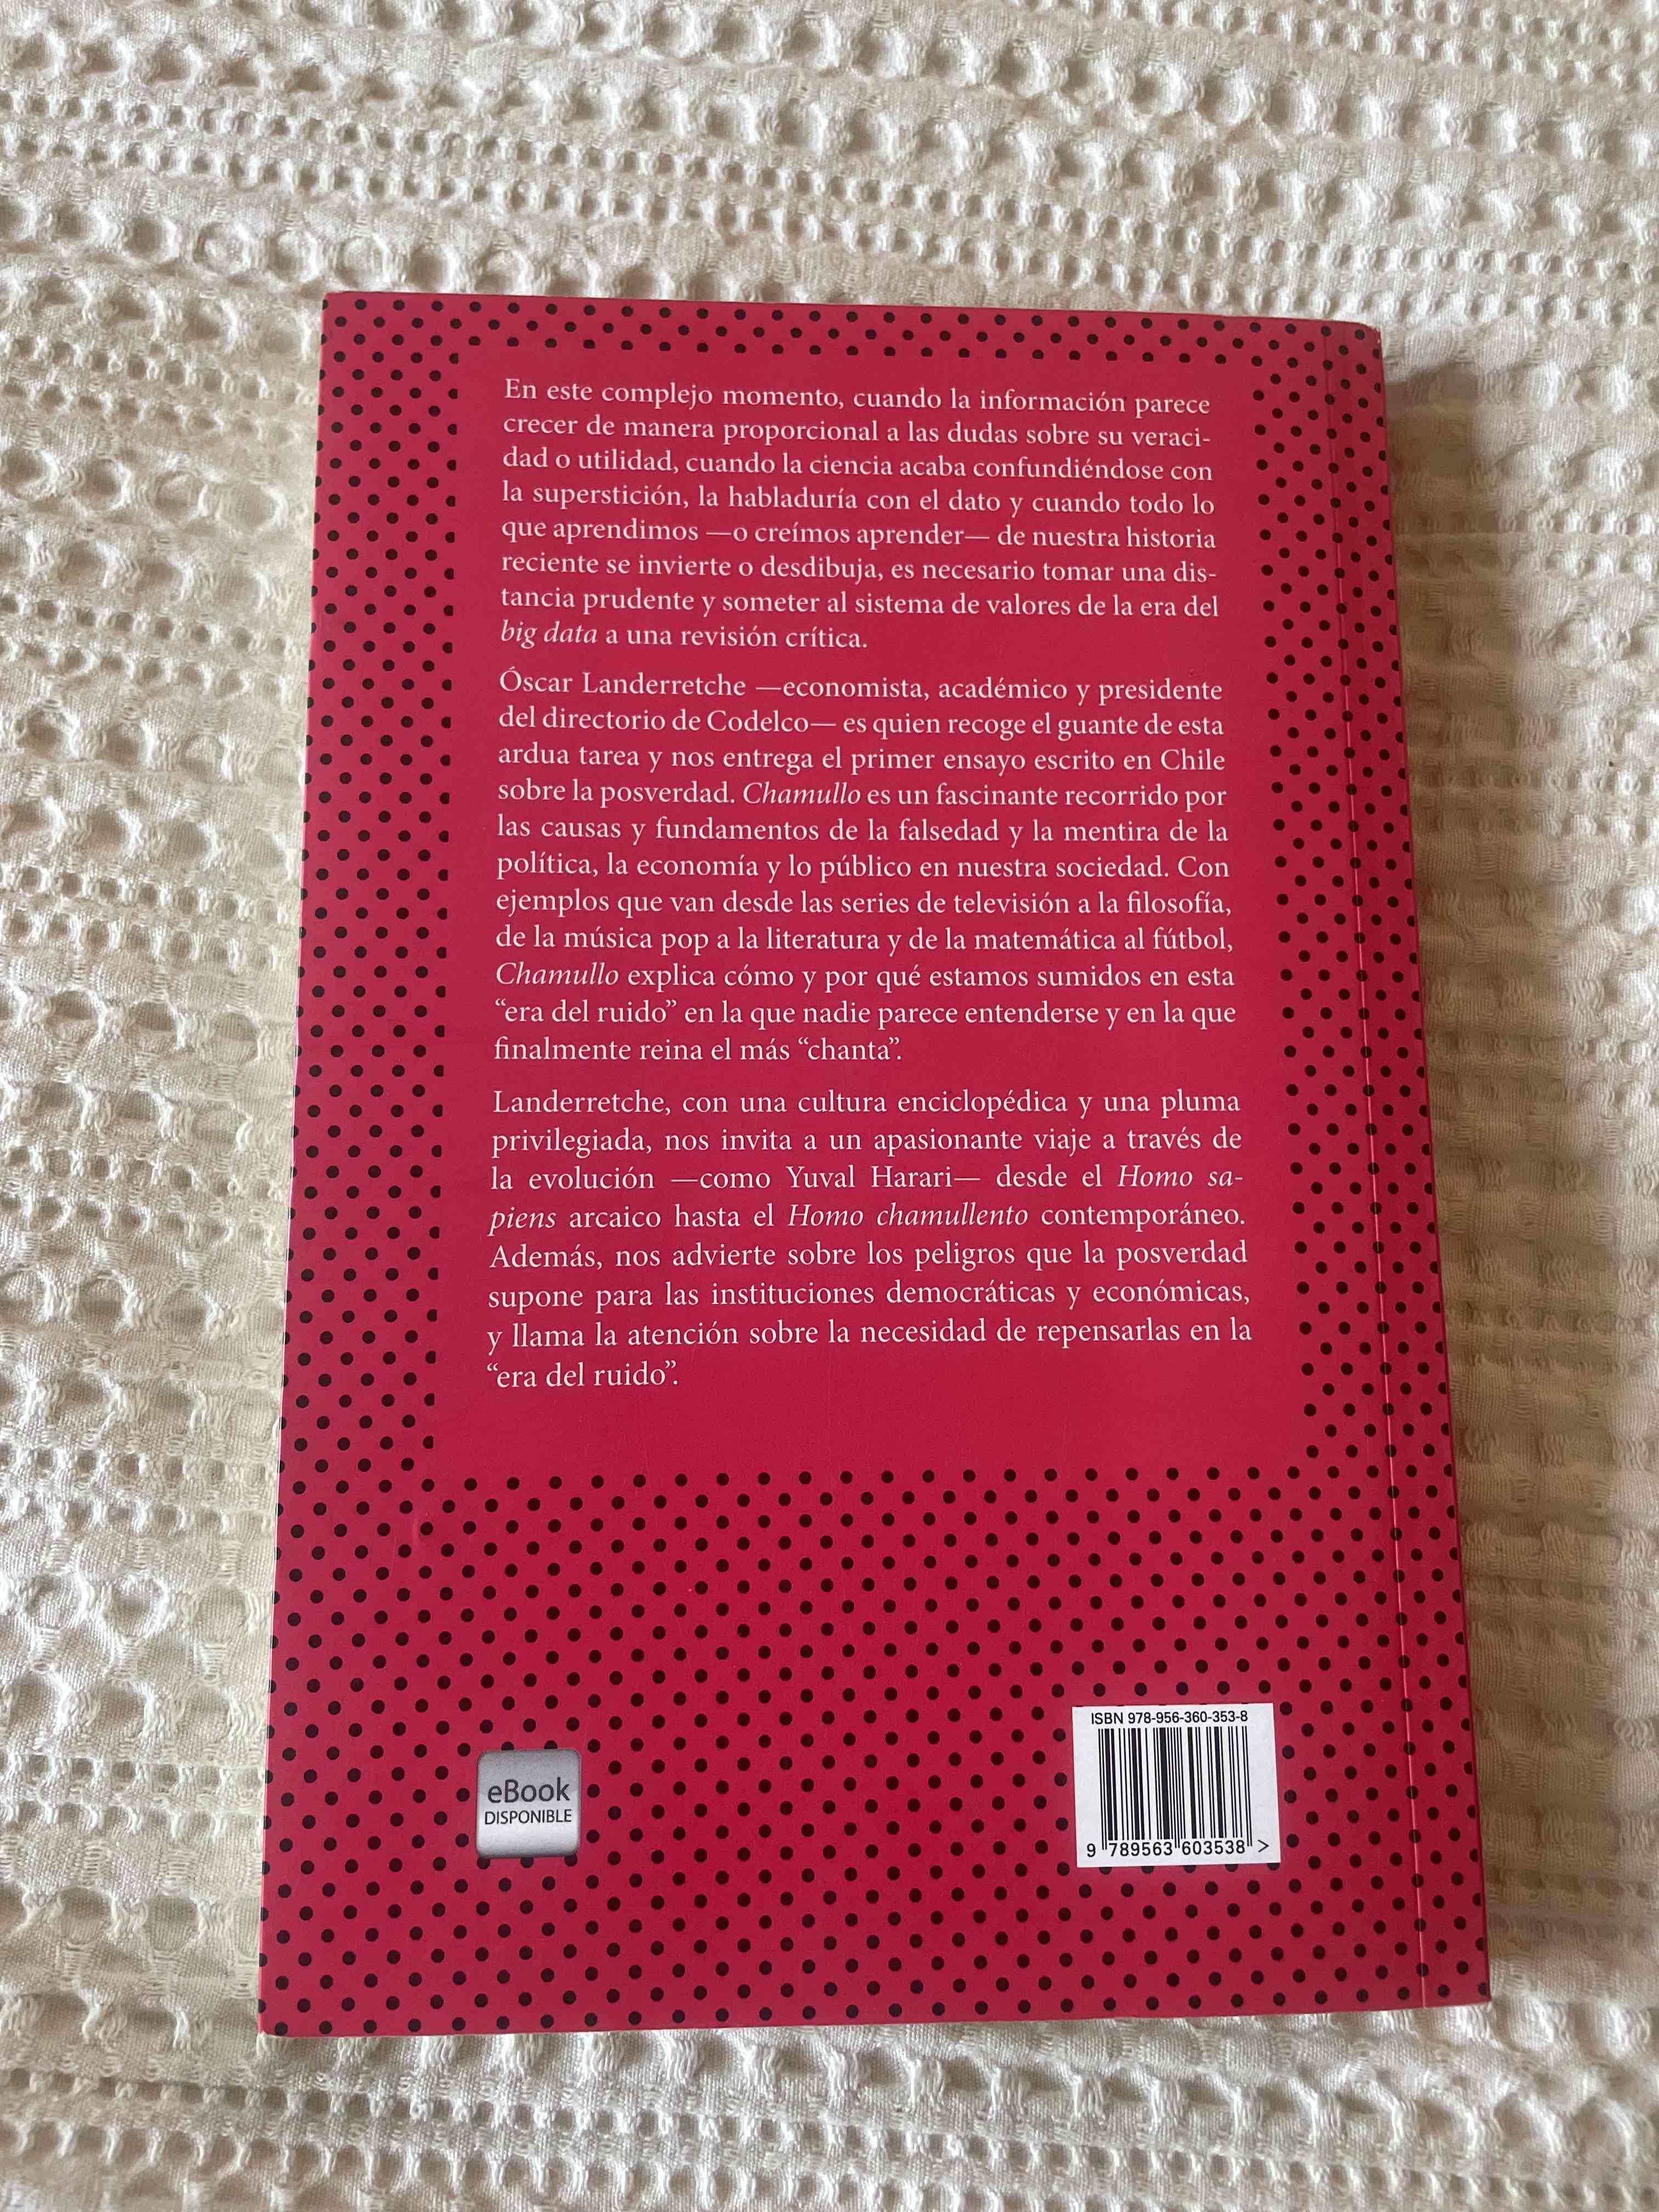 En este complejo momento, cuando la información parece
crecer de manera proporcional a las dudas sobre su veraci-
dad o utilidad, cuando la ciencia acaba confundiéndose con
la superstición, la habladuría con el dato y cuando todo lo
que aprendimos —o creímos aprender— de nuestra historia
reciente se invierte o desdibuja, es necesario tomar una dis-
tancia prudente y someter al sistema de valores de la era del
big data a una revisión crítica.
Óscar Landerretche —economista, académico y presidente
del directorio de Codelco— es quien recoge el guante de esta
ardua tarea y nos entrega el primer ensayo escrito en Chile
sobre la posverdad. Chamullo es un fascinante recorrido por
las causas y fundamentos de la falsedad y la mentira de la
política, la economía y lo público en nuestra sociedad. Con
ejemplos que van desde las series de televisión a la filosofía,
de la música pop a la literatura y de la matemática al fútbol,
Chamullo explica cómo y por qué estamos sumidos en esta
“era del ruido” en la que nadie parece entenderse y en la que
finalmente reina el más “chanta”.
Landerretche, con una cultura enciclopédica y una pluma
privilegiada, nos invita a un apasionante viaje a través de
la evolución —como Yuval Harari— desde el Homo sa-
piens arcaico hasta el Homo chamullento contemporáneo.
Además, nos advierte sobre los peligros que la posverdad
supone para las instituciones democráticas y económicas,
y llama la atención sobre la necesidad de repensarlas en la
“era del ruido”.
eBook
DISPONIBLE
ISBN 978-956-360-353-8
9 789563 603538 >